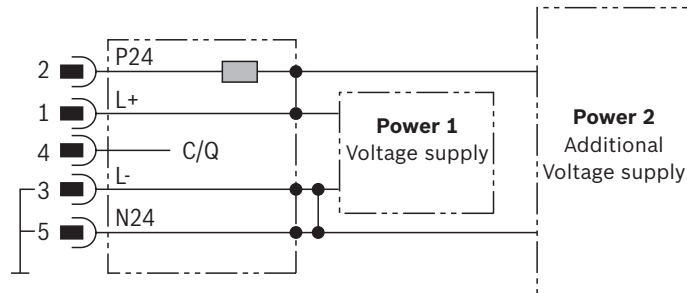 2 P24
1 L+
4 C/Q
3 L-
5 N24
Power 1
Voltage supply
Power 2
Additional
Voltage supply